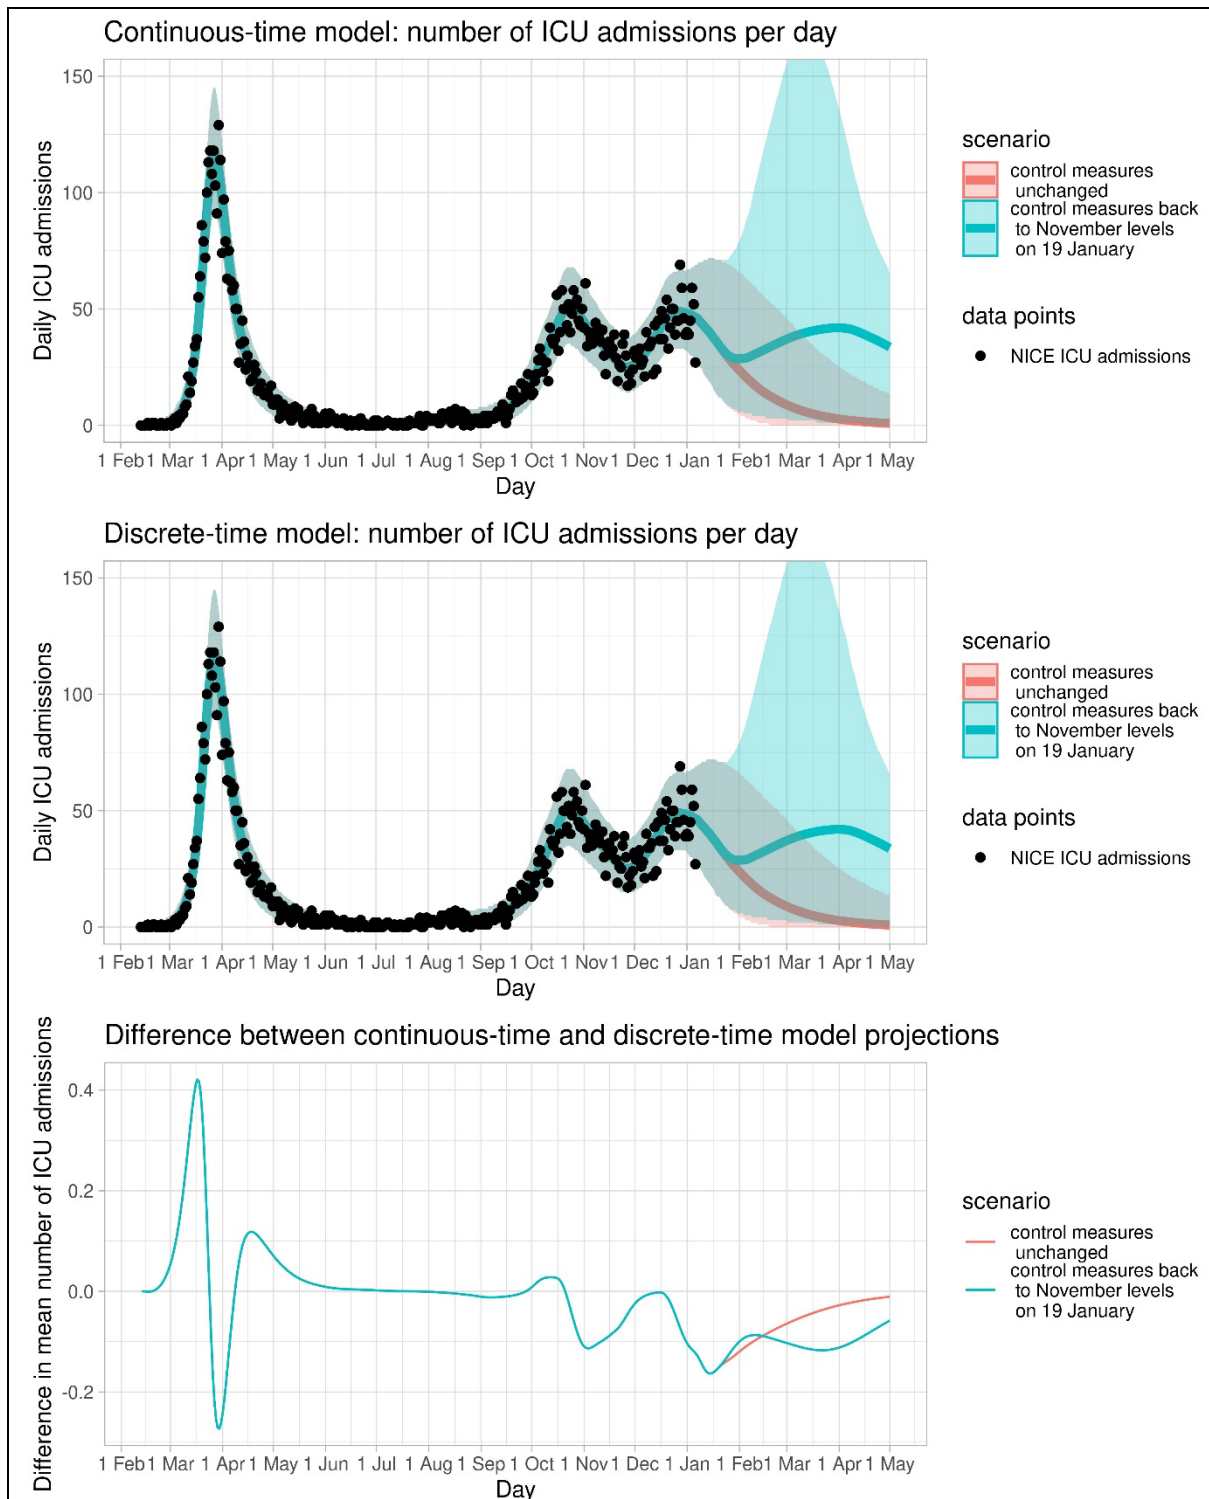 Continuous-time model: number of ICU admissions per day
Daily ICU admissions
150
100
50
0
1 Feb 1 Mar 1 Apr 1 May 1 Jun 1 Jul 1 Aug 1 Sep 1 Oct 1 Nov 1 Dec 1 Jan 1 Feb 1 Mar 1 Apr 1 May
Day
scenario
control measures
unchanged
control measures back
to November levels
on 19 January
data points
NICE ICU admissions
Discrete-time model: number of ICU admissions per day
Daily ICU admissions
150
100
50
0
1 Feb 1 Mar 1 Apr 1 May 1 Jun 1 Jul 1 Aug 1 Sep 1 Oct 1 Nov 1 Dec 1 Jan 1 Feb 1 Mar 1 Apr 1 May
Day
scenario
control measures
unchanged
control measures back
to November levels
on 19 January
data points
NICE ICU admissions
Difference between continuous-time and discrete-time model projections
Difference in mean number of ICU admissions
0.4
0.2
0.0
-0.2
1 Feb 1 Mar 1 Apr 1 May 1 Jun 1 Jul 1 Aug 1 Sep 1 Oct 1 Nov 1 Dec 1 Jan 1 Feb 1 Mar 1 Apr 1 May
Day
scenario
control measures
unchanged
control measures back
to November levels
on 19 January